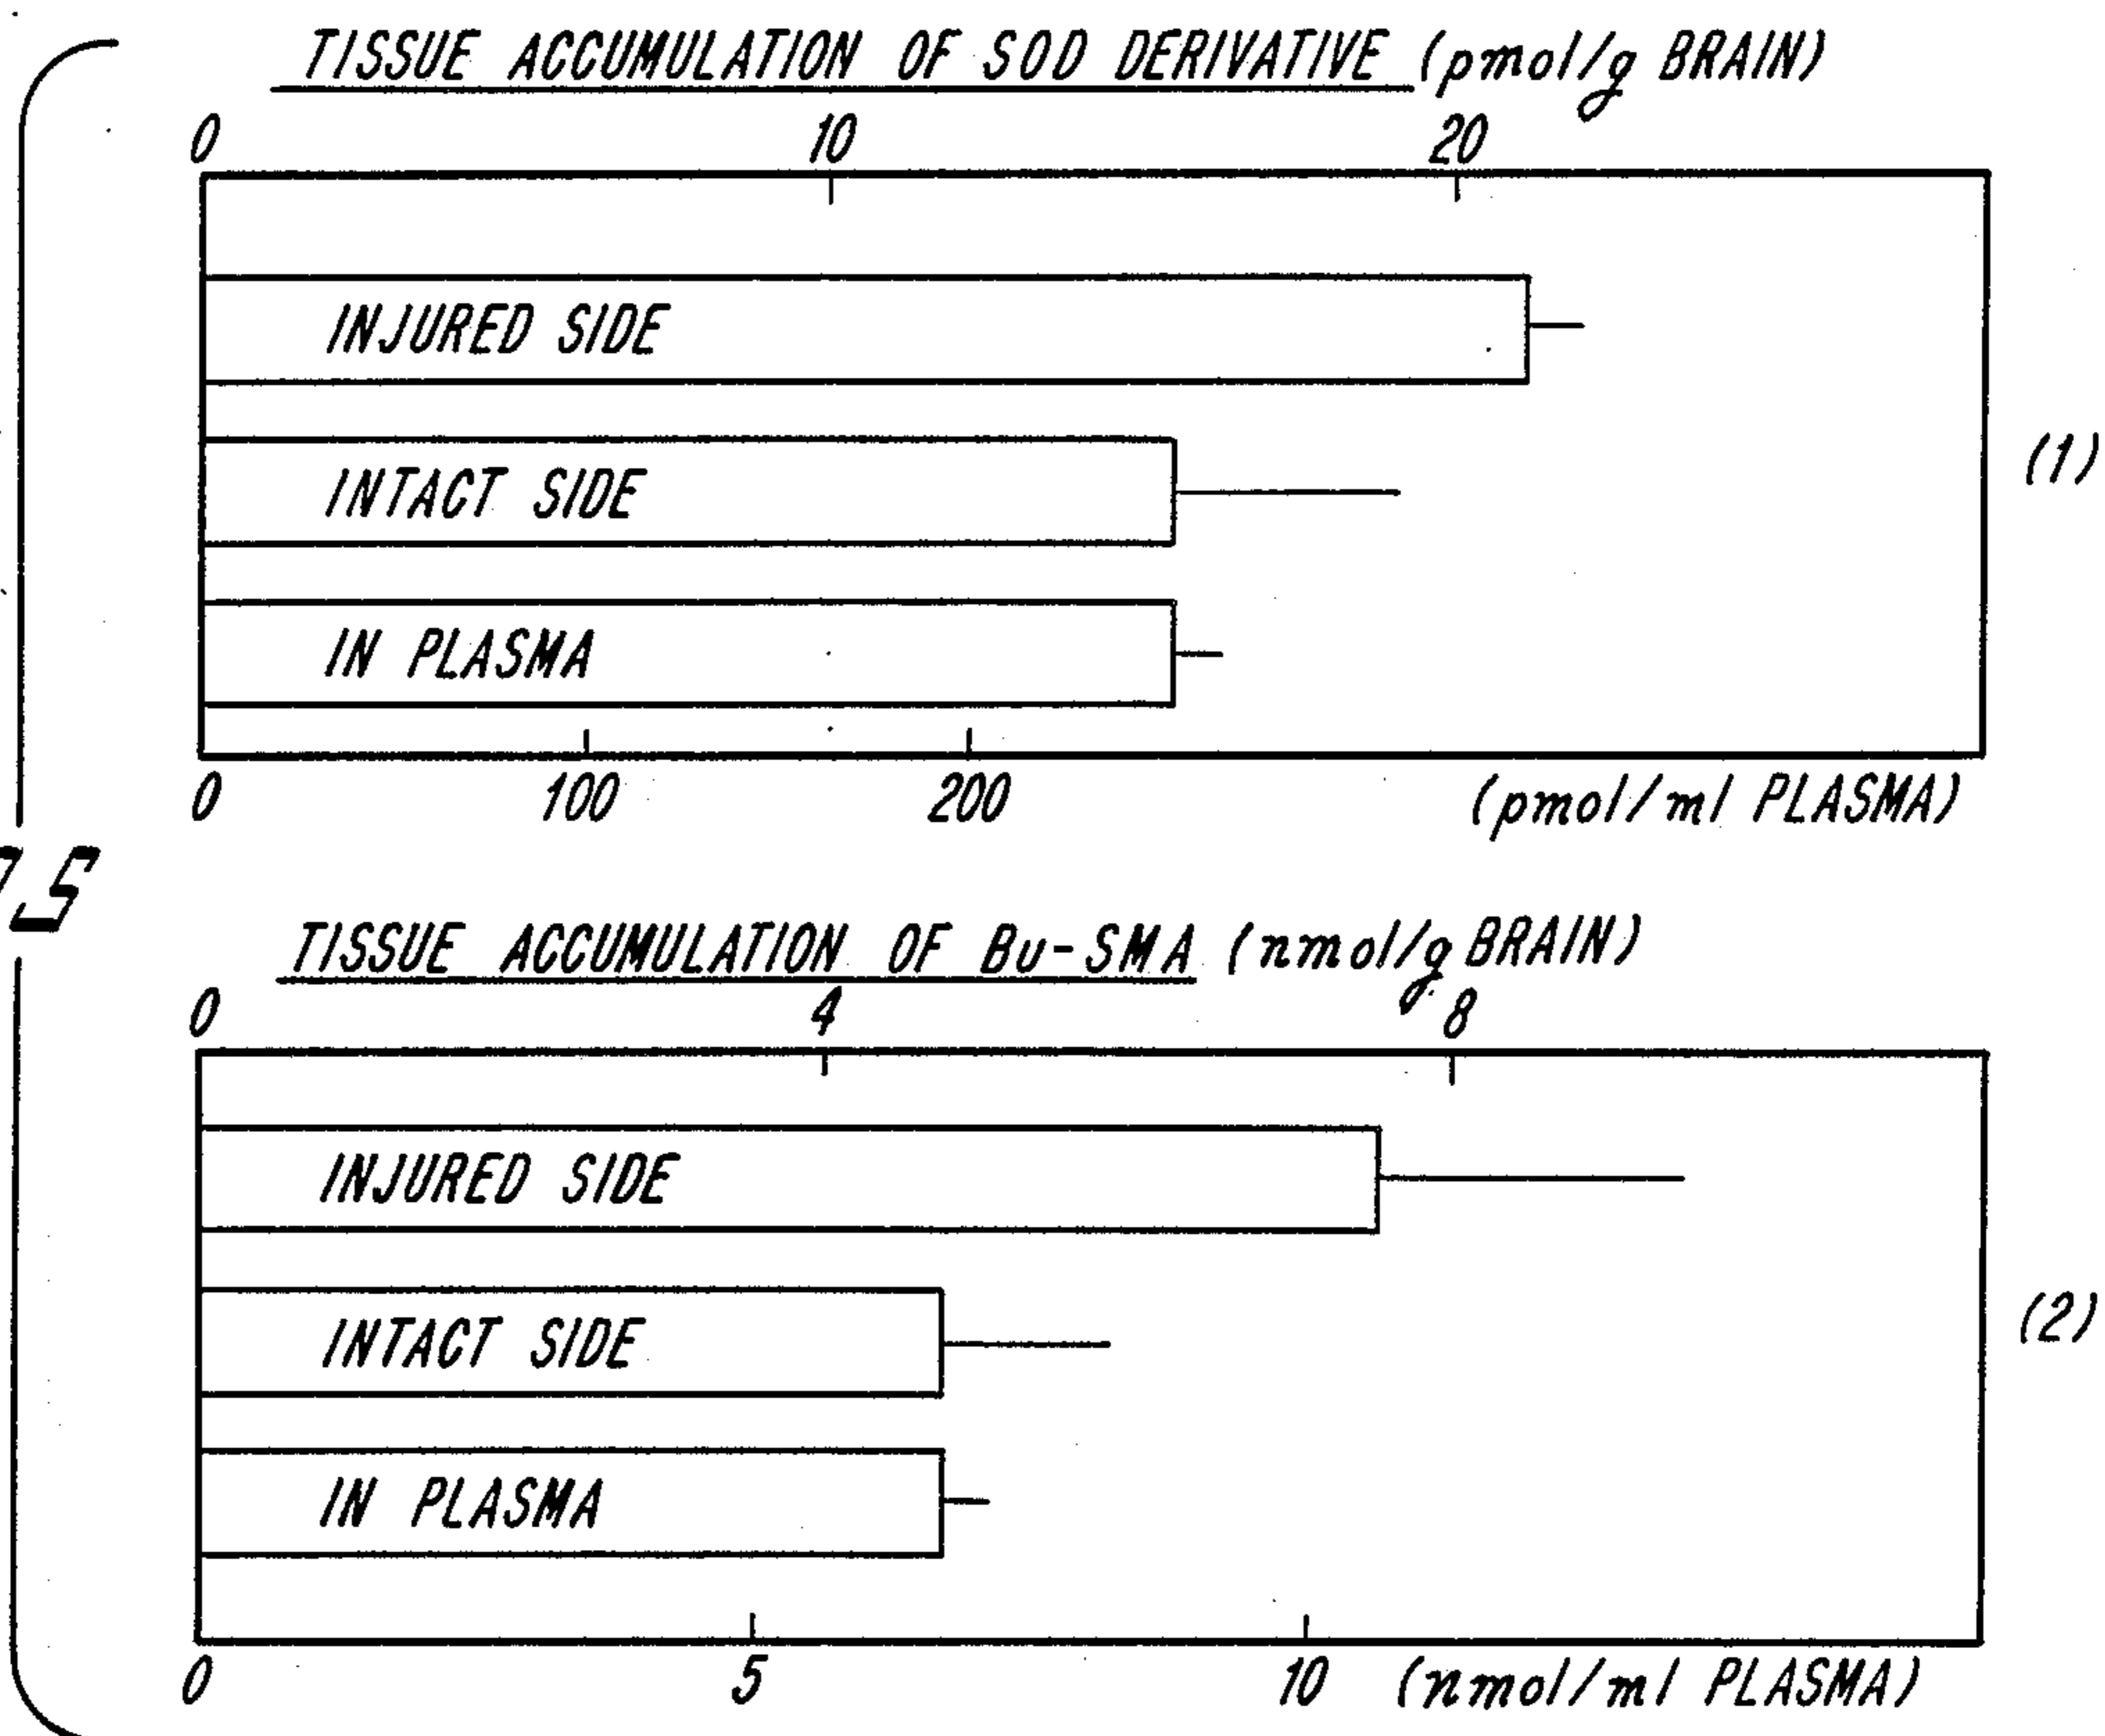 TISSUE ACCUMULATION OF SOD DERIVATIVE (pmol/g BRAIN)
0 10 20
INJURED SIDE
INTACT SIDE
(1)
IN PLASMA
0 100 200 (pmol/ml PLASMA)
TISSUE ACCUMULATION OF Bu-SMA (nmol/g BRAIN)
0 4 8
INJURED SIDE
INTACT SIDE
(2)
IN PLASMA
0 5 10 (nmol/ml PLASMA)